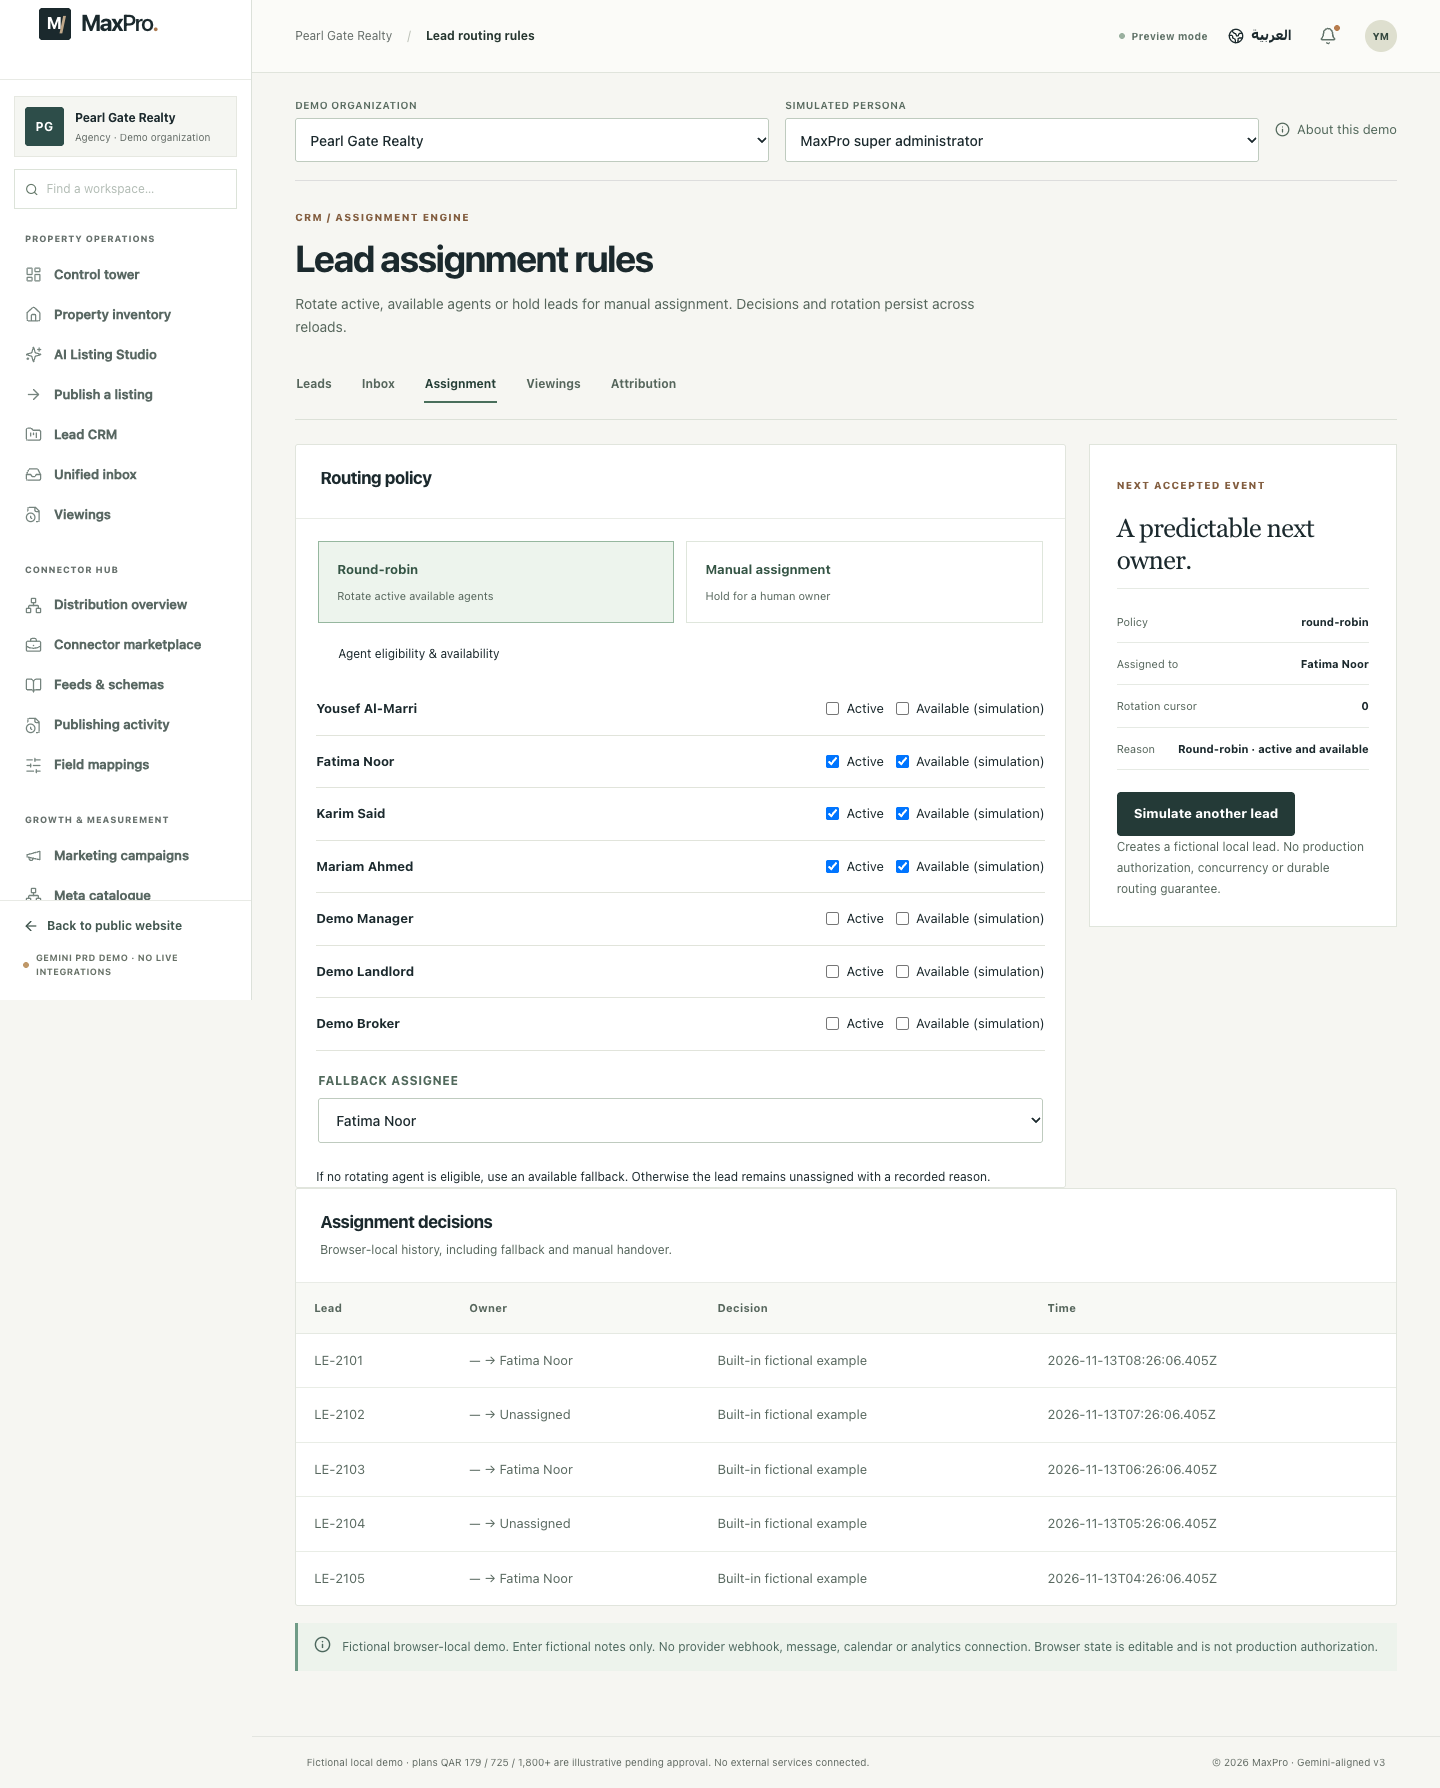 M/ MaxPro.
PG
Pearl Gate Realty
Agency · Demo organization
Find a workspace...
PROPERTY OPERATIONS
Control tower
Property inventory
AI Listing Studio
Publish a listing
Lead CRM
Unified inbox
Viewings
CONNECTOR HUB
Distribution overview
Connector marketplace
Feeds & schemas
Publishing activity
Field mappings
GROWTH & MEASUREMENT
Marketing campaigns
Meta catalogue
Back to public website
GEMINI PRD DEMO · NO LIVE
INTEGRATIONS
Pearl Gate Realty / Lead routing rules
Preview mode
العربية
YM
DEMO ORGANIZATION
Pearl Gate Realty
SIMULATED PERSONA
MaxPro super administrator
About this demo
CRM / ASSIGNMENT ENGINE
Lead assignment rules
Rotate active, available agents or hold leads for manual assignment. Decisions and rotation persist across
reloads.
Leads Inbox Assignment Viewings Attribution
Routing policy
Round-robin
Rotate active available agents
Manual assignment
Hold for a human owner
Agent eligibility & availability
Yousef Al-Marri Active Available (simulation)
Fatima Noor Active Available (simulation)
Karim Said Active Available (simulation)
Mariam Ahmed Active Available (simulation)
Demo Manager Active Available (simulation)
Demo Landlord Active Available (simulation)
Demo Broker Active Available (simulation)
FALLBACK ASSIGNEE
Fatima Noor
If no rotating agent is eligible, use an available fallback. Otherwise the lead remains unassigned with a recorded reason.
NEXT ACCEPTED EVENT
A predictable next
owner.
Policy round-robin
Assigned to Fatima Noor
Rotation cursor 0
Reason Round-robin · active and available
Simulate another lead
Creates a fictional local lead. No production
authorization, concurrency or durable
routing guarantee.
Assignment decisions
Browser-local history, including fallback and manual handover.
Lead Owner Decision Time
LE-2101 — → Fatima Noor Built-in fictional example 2026-11-13T08:26:06.405Z
LE-2102 — → Unassigned Built-in fictional example 2026-11-13T07:26:06.405Z
LE-2103 — → Fatima Noor Built-in fictional example 2026-11-13T06:26:06.405Z
LE-2104 — → Unassigned Built-in fictional example 2026-11-13T05:26:06.405Z
LE-2105 — → Fatima Noor Built-in fictional example 2026-11-13T04:26:06.405Z
Fictional browser-local demo. Enter fictional notes only. No provider webhook, message, calendar or analytics connection. Browser state is editable and is not production authorization.
Fictional local demo · plans QAR 179 / 725 / 1,800+ are illustrative pending approval. No external services connected.
© 2026 MaxPro · Gemini-aligned v3